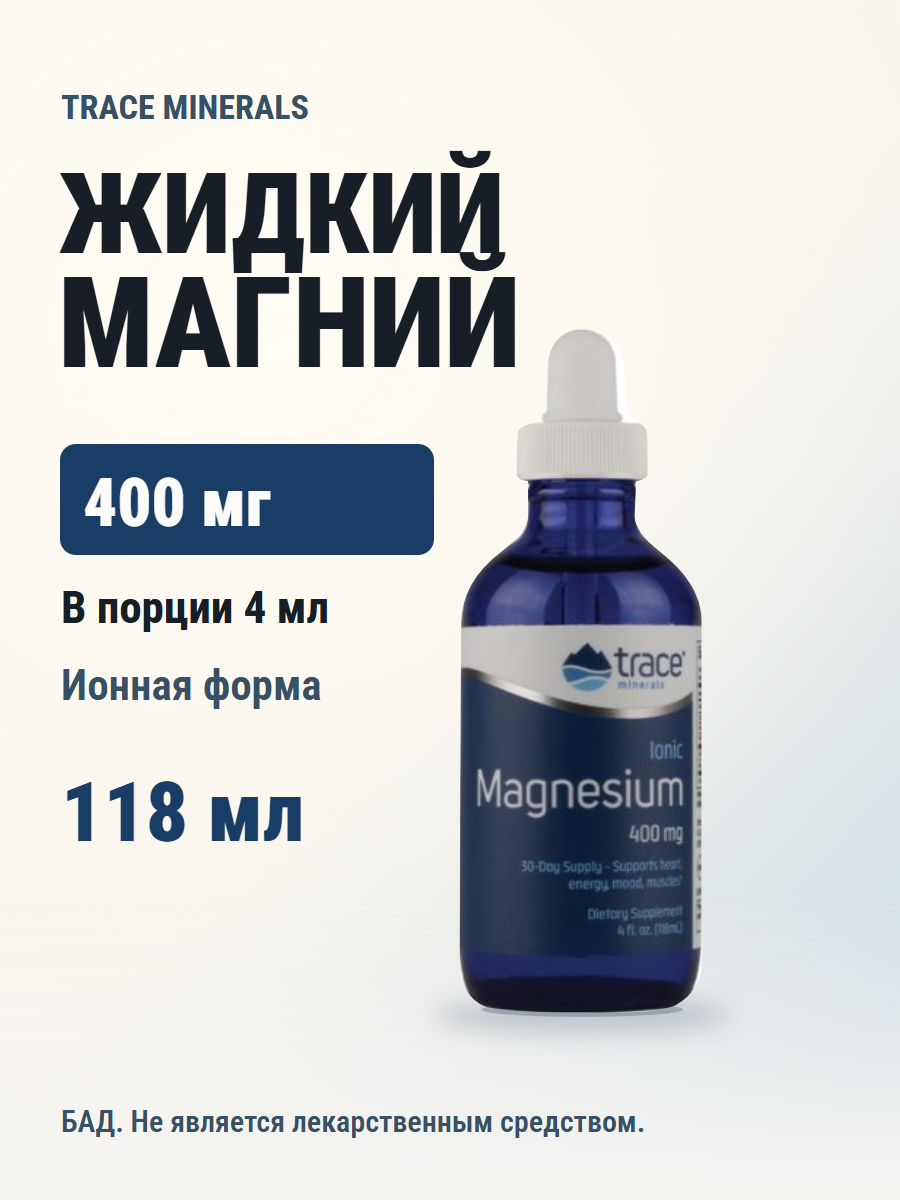 TRACE MINERALS
ЖИДКИЙ
МАГНИЙ
400 мг
В порции 4 мл
Ионная форма
118 мл
trace
minerals
Ionic
Magnesium
400 mg
30-Day Supply - Supports heart,
energy, mood, muscles
Dietary Supplement
4 fl. oz. (118mL)
БАД. Не является лекарственным средством.